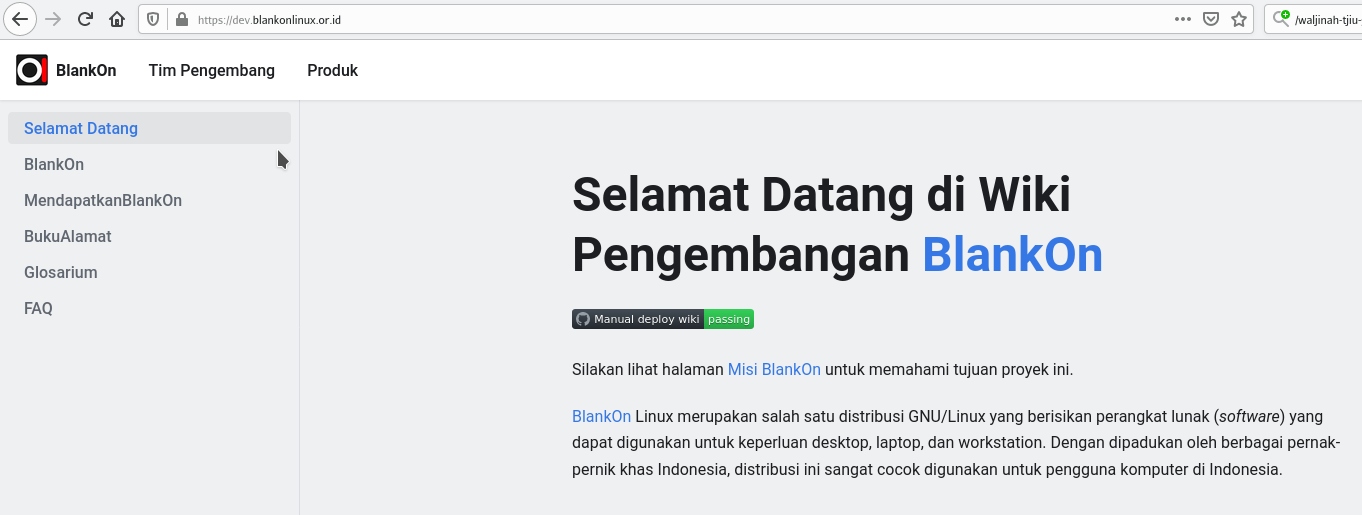 https://dev.blankonlinux.or.id
/waljinah-tjiu-
BlankOn Tim Pengembang Produk
Selamat Datang
BlankOn
MendapatkanBlankOn
BukuAlamat
Glosarium
FAQ
Selamat Datang di Wiki
Pengembangan BlankOn
Manual deploy wiki passing
Silakan lihat halaman Misi BlankOn untuk memahami tujuan proyek ini.
BlankOn Linux merupakan salah satu distribusi GNU/Linux yang berisikan perangkat lunak (software) yang
dapat digunakan untuk keperluan desktop, laptop, dan workstation. Dengan dipadukan oleh berbagai pernak-
pernik khas Indonesia, distribusi ini sangat cocok digunakan untuk pengguna komputer di Indonesia.